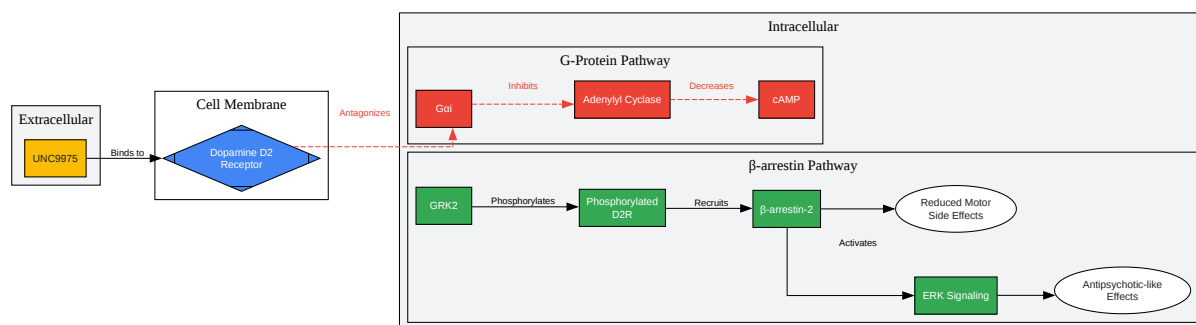 Intracellular
G-Protein Pathway
Cell Membrane
Extracellular
UNC9975
Binds to
Dopamine D2
Receptor
Antagonizes
Gαi
Inhibits
Adenylyl Cyclase
Decreases
cAMP
β-arrestin Pathway
GRK2
Phosphorylates
Phosphorylated
D2R
Recruits
β-arrestin-2
Reduced Motor
Side Effects
Activates
ERK Signaling
Antipsychotic-like
Effects